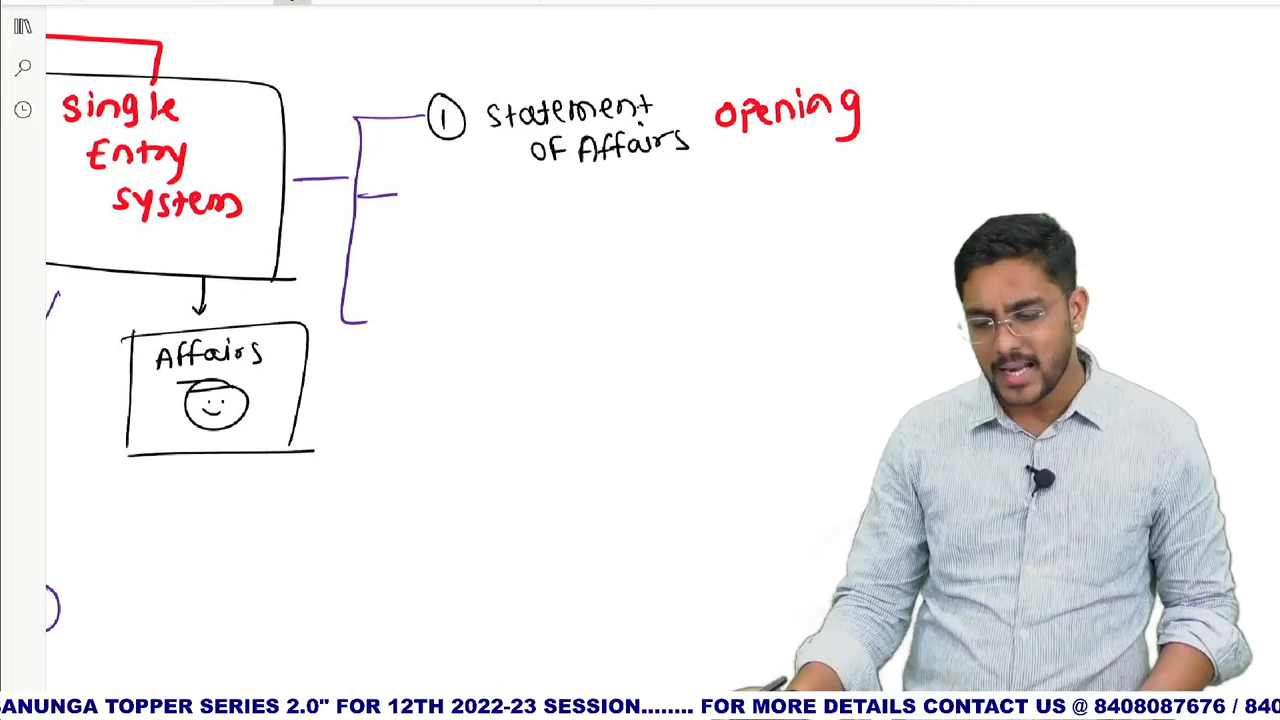 Single
Entry
System
① Statement
OF Affairs
opening
Affairs
SANUNGA TOPPER SERIES 2.0" FOR 12TH 2022-23 SESSION........ FOR MORE DETAILS CONTACT US @ 8408087676 / 840